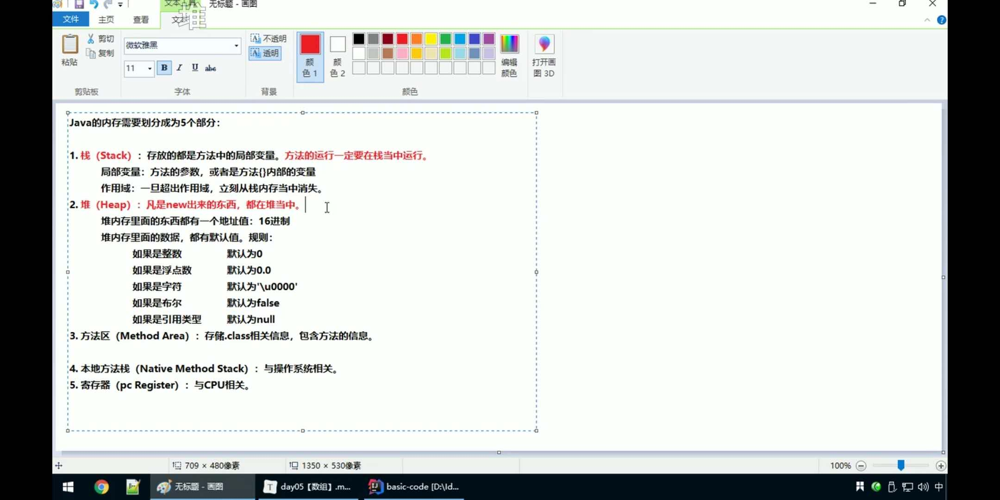 文本工具
无标题 - 画图
文件
主页
查看
堆
粘贴
剪切
复制
剪贴板
微软雅黑
11
B I U abc
字体
不透明
透明
背景
颜
色 1
颜
色 2
编辑
颜色
颜色
打开画
图 3D
Java的内存需要划分成为5个部分：
1. 栈（Stack）：存放的都是方法中的局部变量。方法的运行一定要在栈当中运行。
局部变量：方法的参数，或者是方法{}内部的变量
作用域：一旦超出作用域，立刻从栈内存当中消失。
2. 堆（Heap）：凡是new出来的东西，都在堆当中。
堆内存里面的东西都有一个地址值：16进制
堆内存里面的数据，都有默认值。规则：
如果是整数 默认为0
如果是浮点数 默认为0.0
如果是字符 默认为'\u0000'
如果是布尔 默认为false
如果是引用类型 默认为null
3. 方法区（Method Area）：存储.class相关信息，包含方法的信息。
4. 本地方法栈（Native Method Stack）：与操作系统相关。
5. 寄存器（pc Register）：与CPU相关。
709 × 480像素
1350 × 530像素
100%
无标题 - 画图
day05【数组】.m...
basic-code [D:\Id...
中